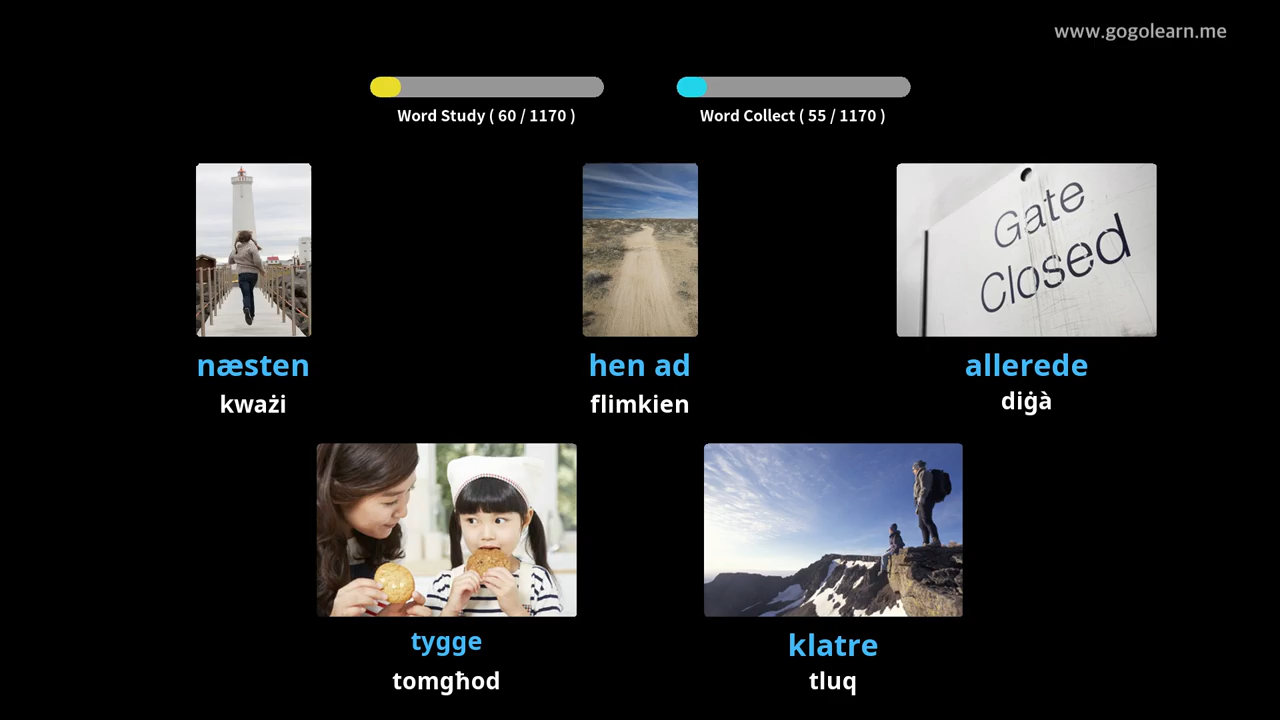 www.gogolearn.me
Word Study ( 60 / 1170 )
Word Collect ( 55 / 1170 )
Gate
Closed
næsten
hen ad
allerede
kważi
flimkien
diġà
tygge
klatre
tomgħod
tluq